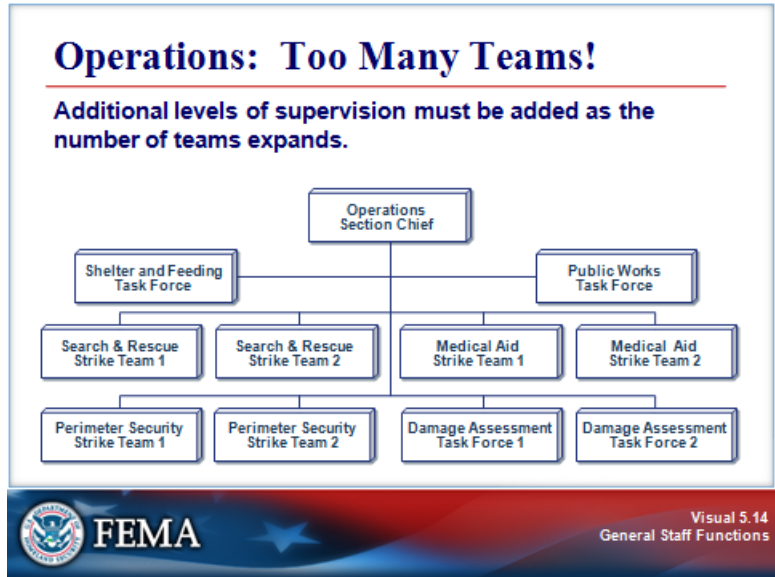 Operations: Too Many Teams!
Additional levels of supervision must be added as the
number of teams expands.
Operations
Section Chief
Shelter and Feeding
Task Force
Public Works
Task Force
Search & Rescue
Strike Team 1
Search & Rescue
Strike Team 2
Medical Aid
Strike Team 1
Medical Aid
Strike Team 2
Perimeter Security
Strike Team 1
Perimeter Security
Strike Team 2
Damage Assessment
Task Force 1
Damage Assessment
Task Force 2
U.S. DEPARTMENT OF
HOMELAND SECURITY
FEMA
Visual 5.14
General Staff Functions